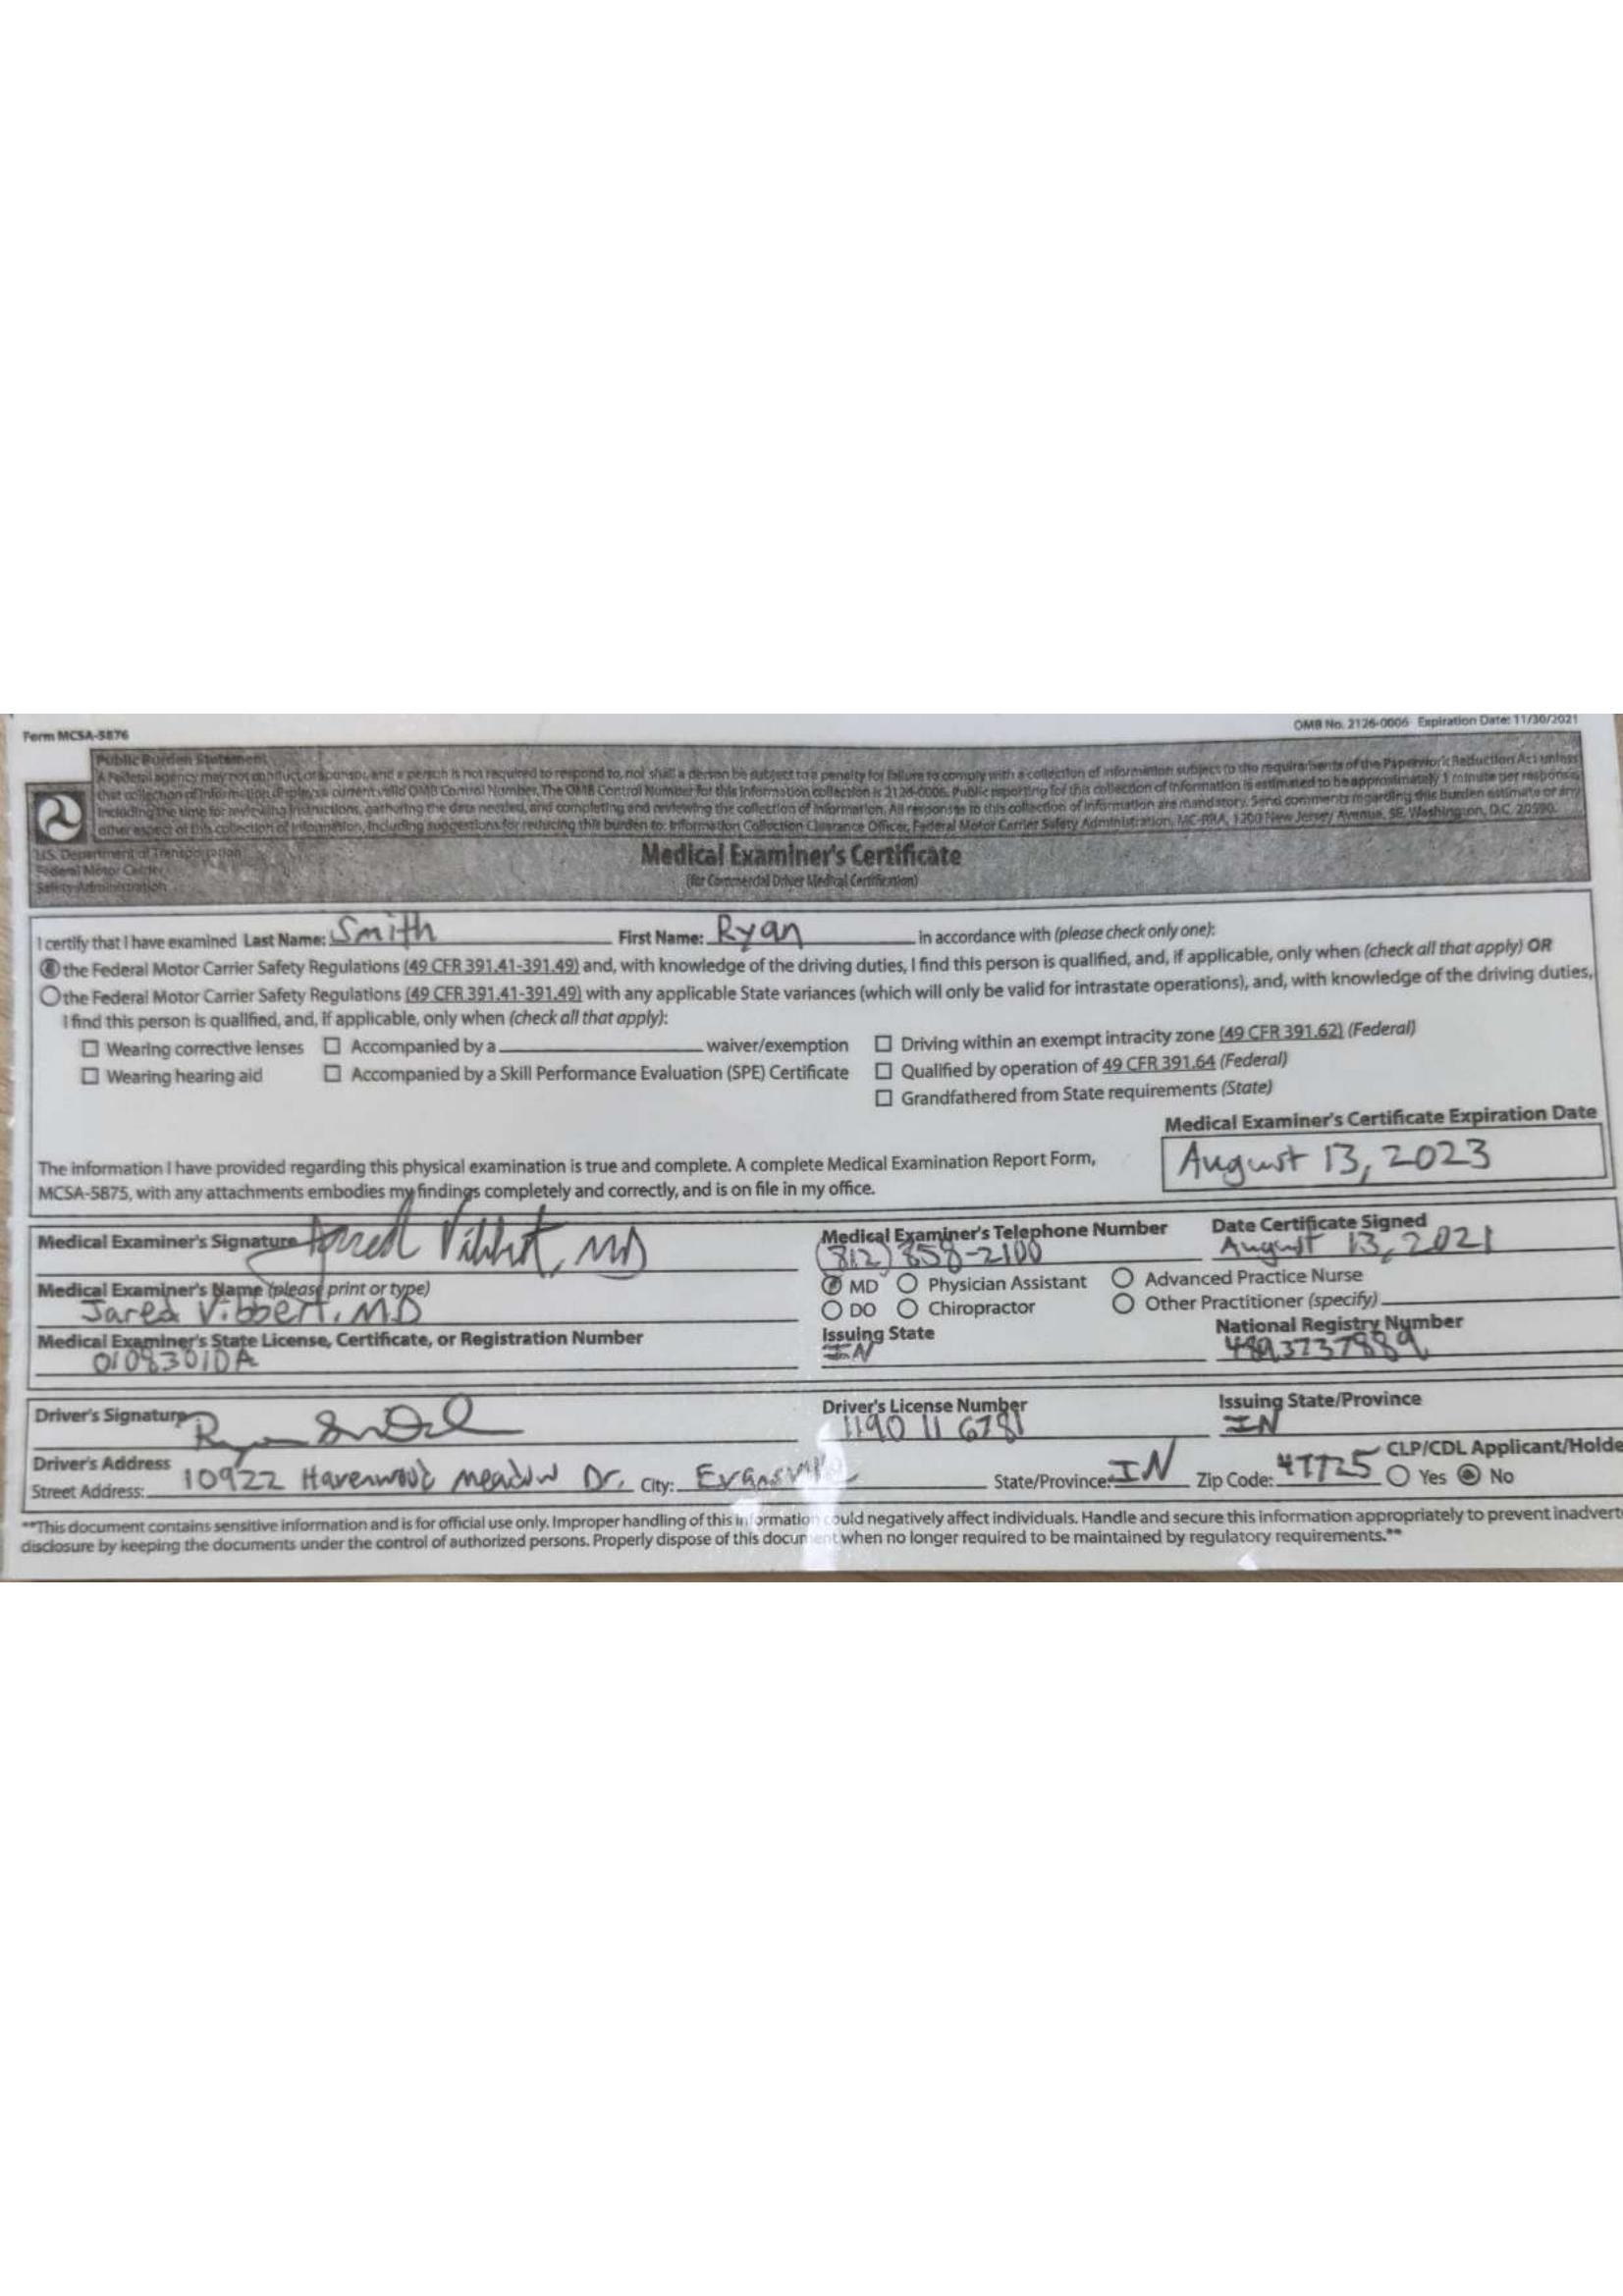 Form MCSA-5876
OMB No. 2126-0006 Expiration Date: 11/30/2021
Public Burden Statement
A Federal agency may not conduct or sponsor, and a person is not required to respond to, nor shall a person be subject to a penalty for failure to comply with a collection of information subject to the requirements of the Paperwork Reduction Act unless
that collection of information displays a current valid OMB Control Number. The OMB Control Number for this information collection is 2126-0006. Public reporting for this collection of information is estimated to be approximately 1 minute per response,
including the time for reviewing instructions, gathering the data needed, and completing and reviewing the collection of information. All responses to this collection of information are mandatory. Send comments regarding this burden estimate or any
other aspect of this collection of information, including suggestions for reducing this burden to: Information Collection Clearance Officer, Federal Motor Carrier Safety Administration, MC-RRA, 1200 New Jersey Avenue, SE, Washington, D.C. 20590.
U.S. Department of Transportation
Federal Motor Carrier
Safety Administration
Medical Examiner's Certificate
(for Commercial Driver Medical Certification)
I certify that I have examined Last Name: Smith First Name: Ryan in accordance with (please check only one):
the Federal Motor Carrier Safety Regulations (49 CFR 391.41-391.49) and, with knowledge of the driving duties, I find this person is qualified, and, if applicable, only when (check all that apply) OR
the Federal Motor Carrier Safety Regulations (49 CFR 391.41-391.49) with any applicable State variances (which will only be valid for intrastate operations), and, with knowledge of the driving duties,
I find this person is qualified, and, if applicable, only when (check all that apply):
Wearing corrective lenses Accompanied by a waiver/exemption Driving within an exempt intracity zone (49 CFR 391.62) (Federal)
Wearing hearing aid Accompanied by a Skill Performance Evaluation (SPE) Certificate Qualified by operation of 49 CFR 391.64 (Federal)
Grandfathered from State requirements (State)
Medical Examiner's Certificate Expiration Date
August 13, 2023
The information I have provided regarding this physical examination is true and complete. A complete Medical Examination Report Form,
MCSA-5875, with any attachments embodies my findings completely and correctly, and is on file in my office.
Medical Examiner's Signature Jared Vibbert, MD
Medical Examiner's Telephone Number
(812) 858-2100
Date Certificate Signed
August 13, 2021
Medical Examiner's Name (please print or type)
Jared Vibbert, MD
MD Physician Assistant Advanced Practice Nurse
DO Chiropractor Other Practitioner (specify)
Medical Examiner's State License, Certificate, or Registration Number
01083010A
Issuing State
IN
National Registry Number
4893737889
Driver's Signature Ryan Smith
Driver's License Number
1190 11 6781
Issuing State/Province
IN
Driver's Address
Street Address: 10922 Havenwood Meadow Dr. City: Evansville State/Province: IN Zip Code: 47725
CLP/CDL Applicant/Holde
Yes No
**This document contains sensitive information and is for official use only. Improper handling of this information could negatively affect individuals. Handle and secure this information appropriately to prevent inadvert
disclosure by keeping the documents under the control of authorized persons. Properly dispose of this document when no longer required to be maintained by regulatory requirements.**